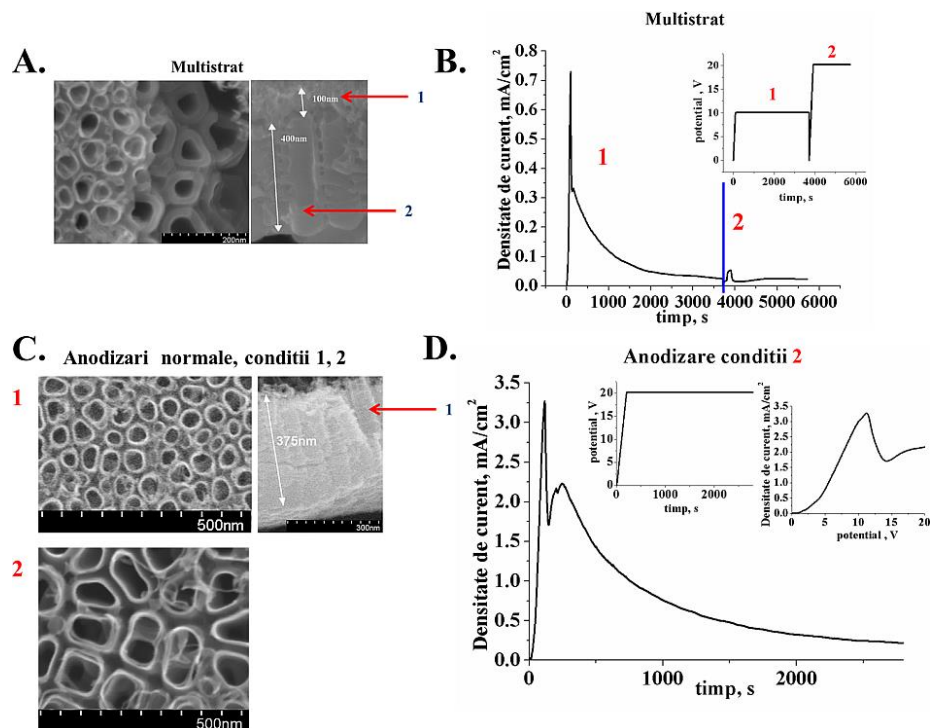 A.
Multistrat
100nm
1
400nm
2
200nm
B.
Multistrat
Densitate de curent, mA/cm²
0.8
0.7
0.6
0.5
0.4
0.3
0.2
0.1
0.0
1
2
0 1000 2000 3000 4000 5000 6000
timp, s
potential , V
20
15
10
5
0
1
2
0 2000 4000 6000
timp, s
C.
Anodizari normale, conditii 1, 2
1
500nm
375nm
1
300nm
2
500nm
D.
Anodizare conditii 2
Densitate de curent, mA/cm²
3.5
3.0
2.5
2.0
1.5
1.0
0.5
0.0
0 1000 2000
timp, s
potential , V
20
15
10
5
0
0 1000 2000
timp, s
Densitate de curent, mA/cm²
3.5
3.0
2.5
2.0
1.5
1.0
0.5
0.0
0 5 10 15 20
potential , V